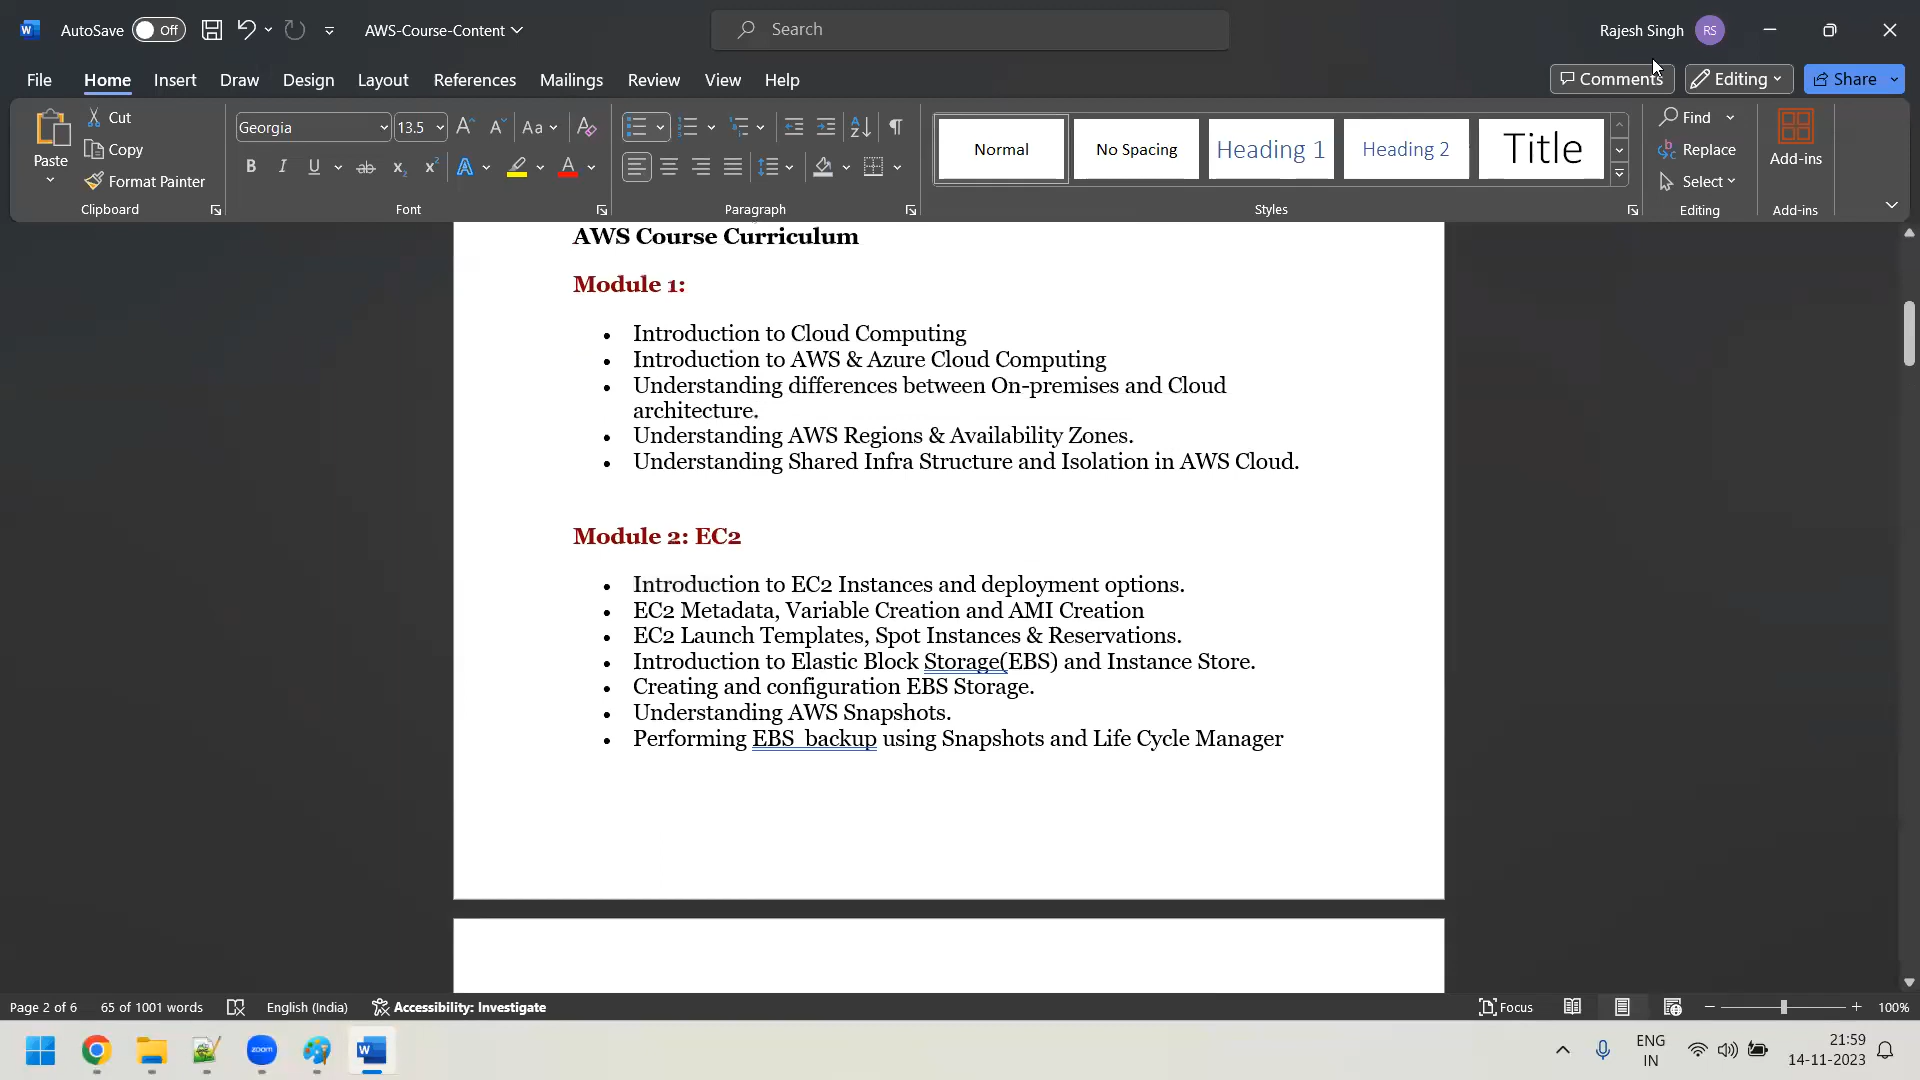 AutoSave Off AWS-Course-Content Search Rajesh Singh RS
File Home Insert Draw Design Layout References Mailings Review View Help Comments Editing Share
Paste Cut Copy Format Painter Clipboard
Georgia 13.5 Aa
B I U ab x₂ x² A A
Font
Paragraph
Normal No Spacing Heading 1 Heading 2 Title
Styles
Find Replace Select Editing
Add-ins
Add-ins
AWS Course Curriculum
Module 1:
• Introduction to Cloud Computing
• Introduction to AWS & Azure Cloud Computing
• Understanding differences between On-premises and Cloud
architecture.
• Understanding AWS Regions & Availability Zones.
• Understanding Shared Infra Structure and Isolation in AWS Cloud.
Module 2: EC2
• Introduction to EC2 Instances and deployment options.
• EC2 Metadata, Variable Creation and AMI Creation
• EC2 Launch Templates, Spot Instances & Reservations.
• Introduction to Elastic Block Storage(EBS) and Instance Store.
• Creating and configuration EBS Storage.
• Understanding AWS Snapshots.
• Performing EBS  backup using Snapshots and Life Cycle Manager
Page 2 of 6 65 of 1001 words English (India) Accessibility: Investigate Focus 100%
zoom W ENG 21:59
IN 14-11-2023